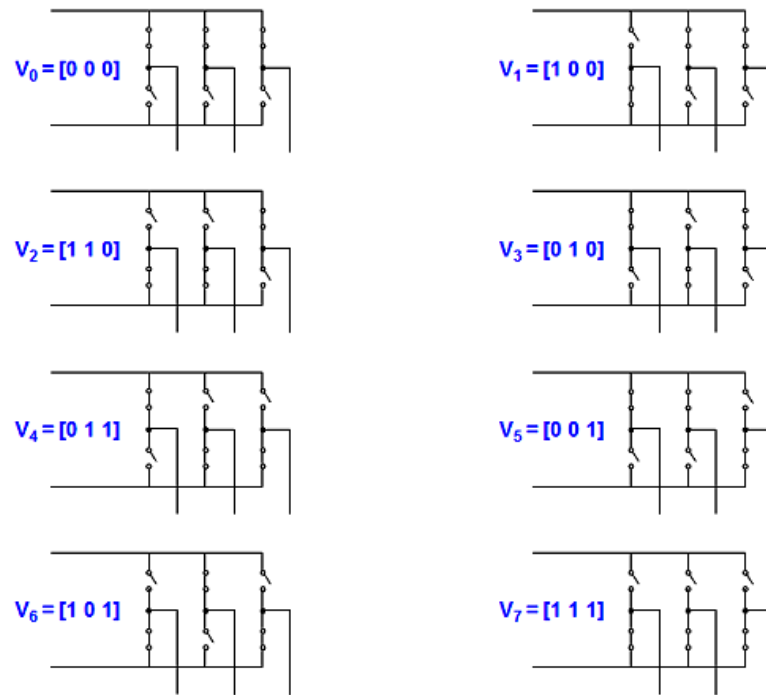 V₀ = [0 0 0]
V₁ = [1 0 0]
V₂ = [1 1 0]
V₃ = [0 1 0]
V₄ = [0 1 1]
V₅ = [0 0 1]
V₆ = [1 0 1]
V₇ = [1 1 1]